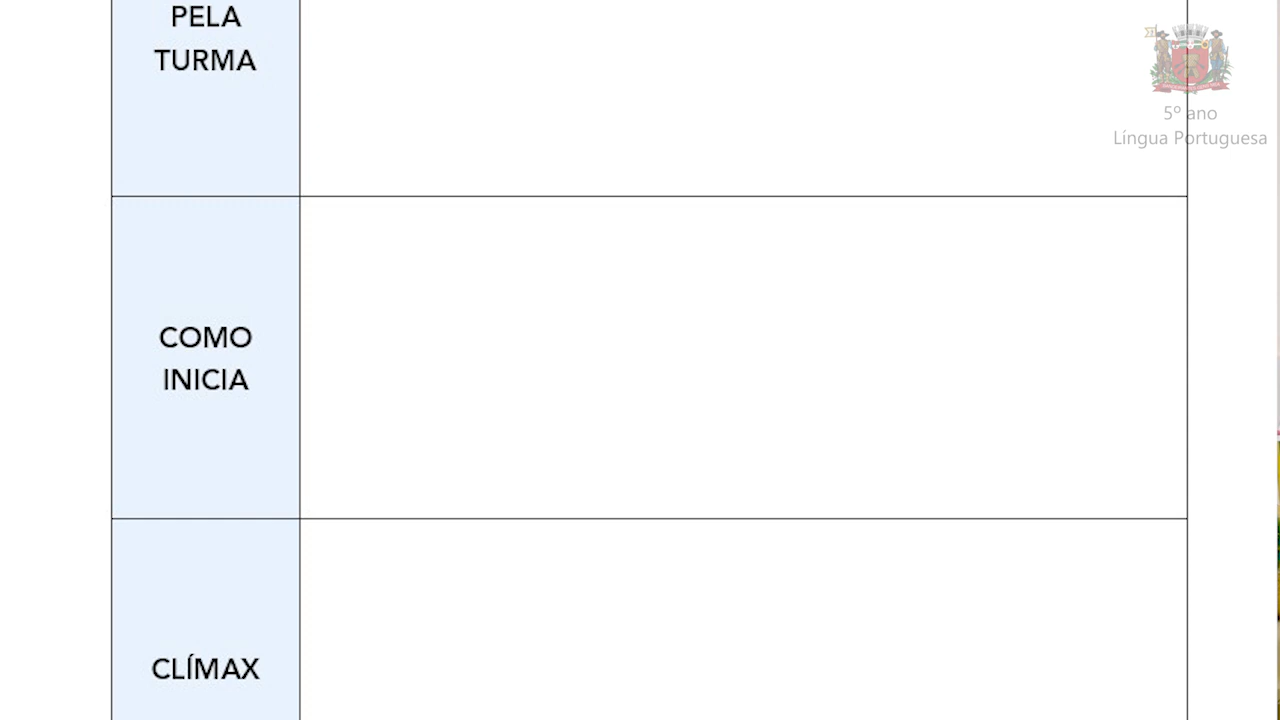 PELA
TURMA
5º ano
Língua Portuguesa
COMO
INICIA
CLÍMAX